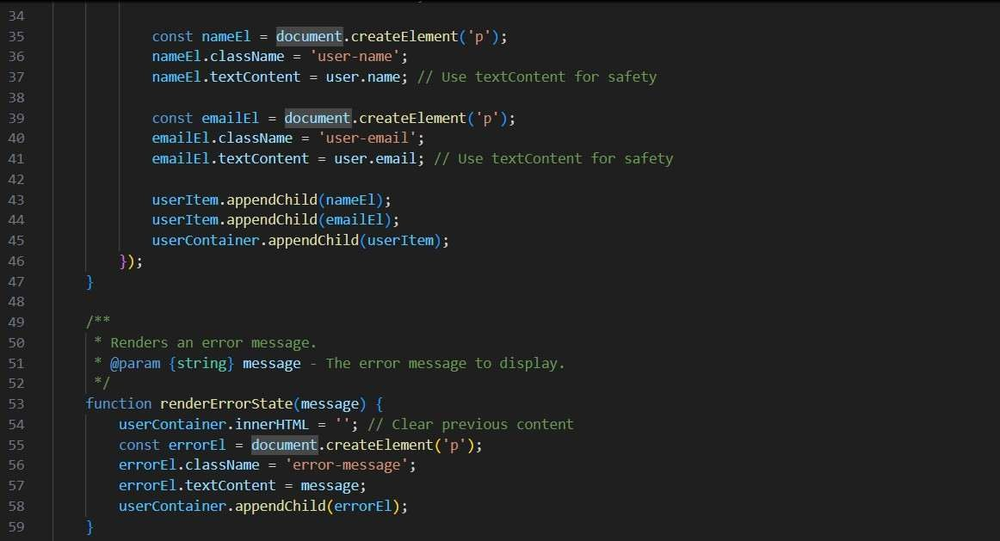 34
35 const nameEl = document.createElement('p');
36 nameEl.className = 'user-name';
37 nameEl.textContent = user.name; // Use textContent for safety
38
39 const emailEl = document.createElement('p');
40 emailEl.className = 'user-email';
41 emailEl.textContent = user.email; // Use textContent for safety
42
43 userItem.appendChild(nameEl);
44 userItem.appendChild(emailEl);
45 userContainer.appendChild(userItem);
46 });
47 }
48
49 /**
50 * Renders an error message.
51 * @param {string} message - The error message to display.
52 */
53 function renderErrorState(message) {
54 userContainer.innerHTML = ''; // Clear previous content
55 const errorEl = document.createElement('p');
56 errorEl.className = 'error-message';
57 errorEl.textContent = message;
58 userContainer.appendChild(errorEl);
59 }